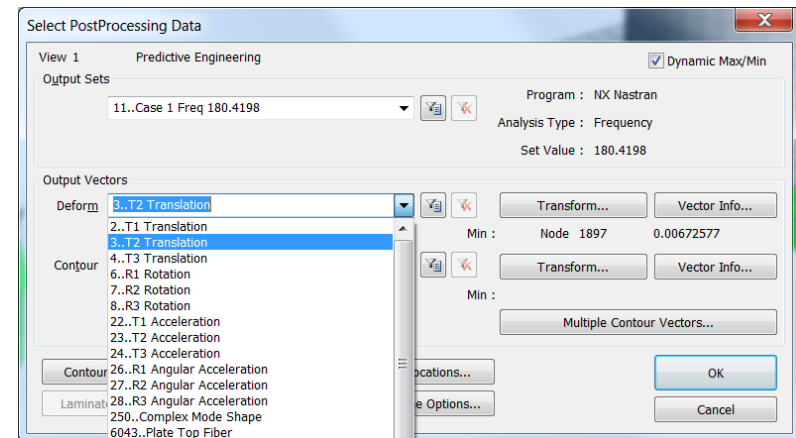 Select PostProcessing Data
View 1 Predictive Engineering Dynamic Max/Min
Output Sets
11..Case 1 Freq 180.4198
Program : NX Nastran
Analysis Type : Frequency
Set Value : 180.4198
Output Vectors
Deform 3..T2 Translation Transform... Vector Info...
2..T1 Translation
Min : Node 1897 0.00672577
3..T2 Translation
4..T3 Translation
Contour Transform... Vector Info...
6..R1 Rotation
7..R2 Rotation
Min :
8..R3 Rotation
22..T1 Acceleration
Multiple Contour Vectors...
23..T2 Acceleration
24..T3 Acceleration
26..R1 Angular Acceleration
27..R2 Angular Acceleration
28..R3 Angular Acceleration
250..Complex Mode Shape
6043..Plate Top Fiber
Contour ocations... OK
Laminat e Options... Cancel